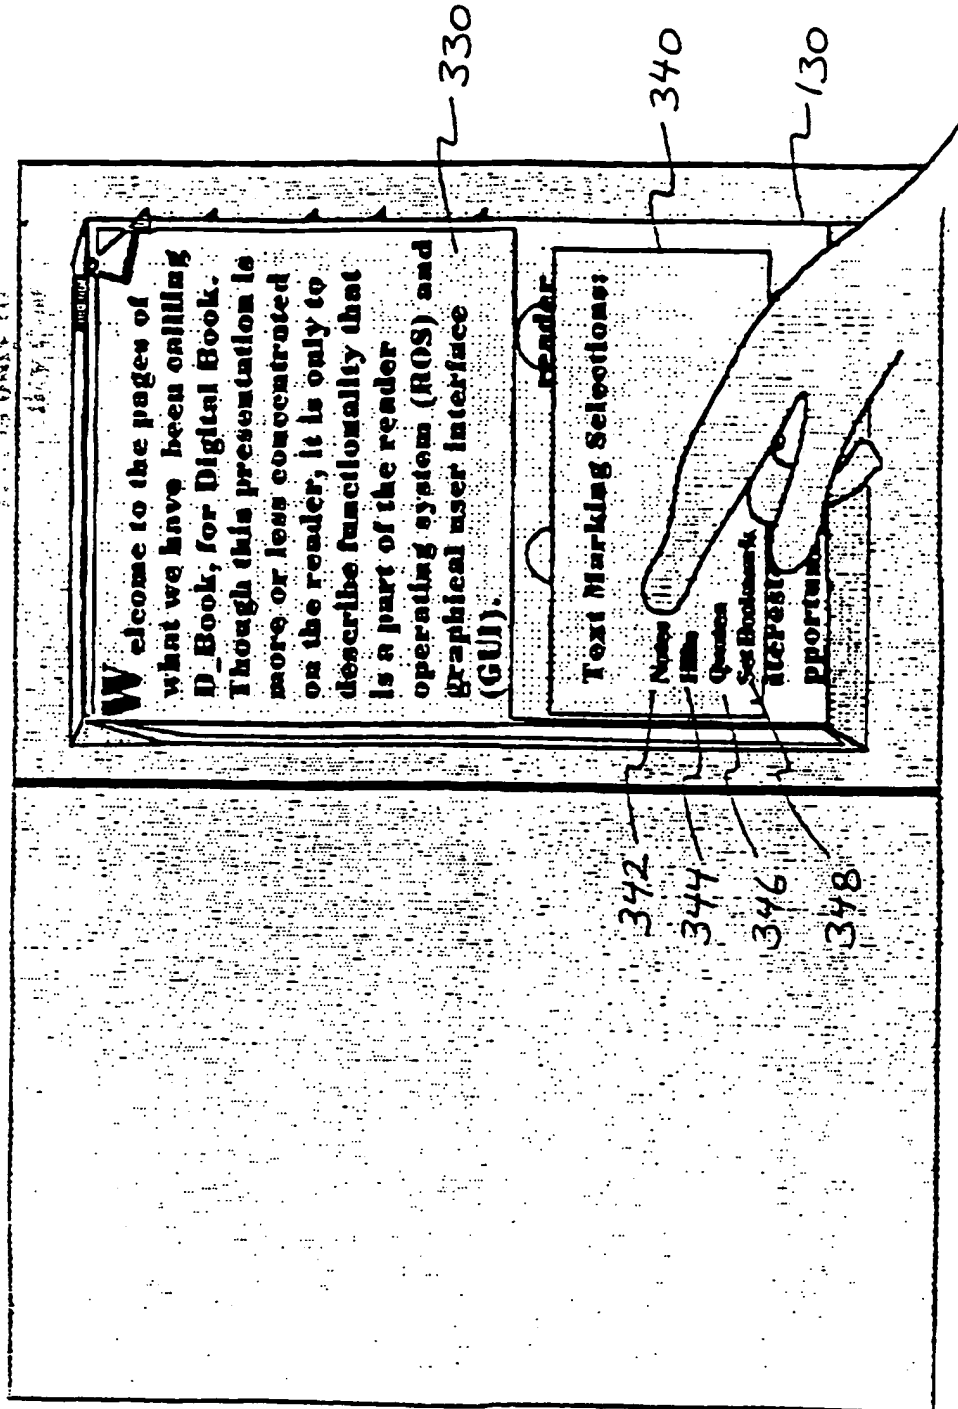 Welcome to the pages of
what we have been calling
D_Book, for Digital Book.
Though this presentation is
more or less concentrated
on the reader, it is only to
describe functionality that
is a part of the reader
operating system (ROS) and
graphical user interface
(GUI).
reader
Text Marking Selections:
Notes
Quotes
Set Bookmark
330
340
130
342
344
346
348